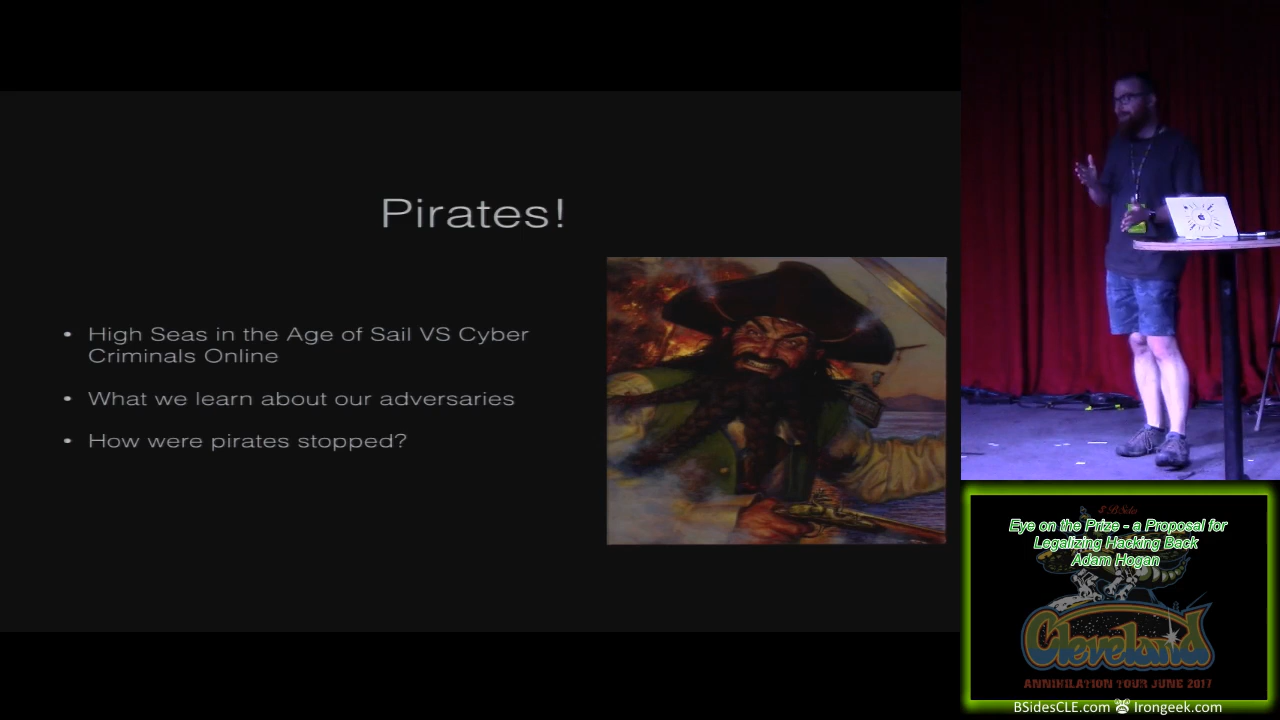 Pirates!
• High Seas in the Age of Sail VS Cyber
Criminals Online
• What we learn about our adversaries
• How were pirates stopped?
Eye on the Prize - a Proposal for
Legalizing Hacking Back
Adam Hogan
Cleveland
ANNIHILATION TOUR JUNE 2017
BSidesCLE.com Irongeek.com